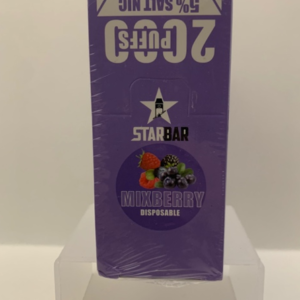 5% SALT NIC
PUFFS
2000
STARBAR
MIXBERRY
DISPOSABLE